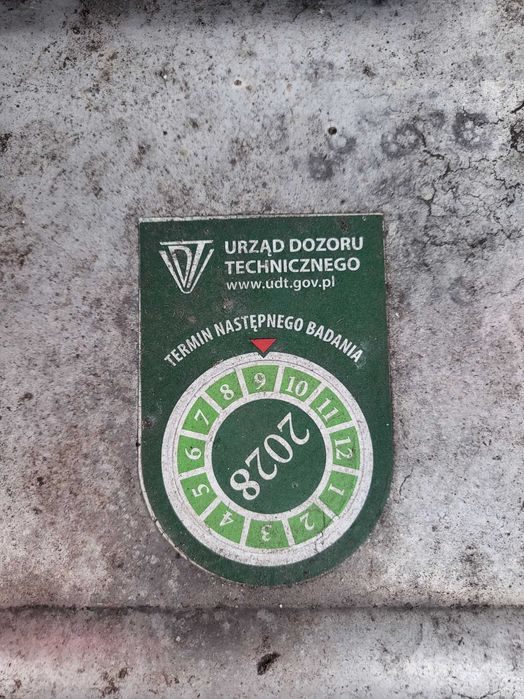 UDT
URZĄD DOZORU
TECHNICZNEGO
www.udt.gov.pl
TERMIN NASTĘPNEGO BADANIA
1
2
3
4
5
6
7
8
9
10
11
12
2028